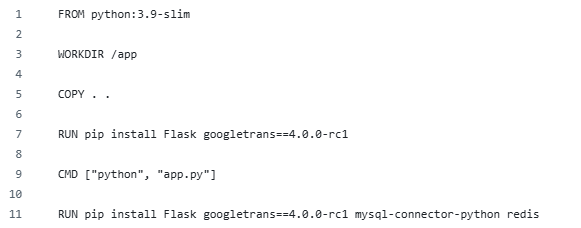 1 FROM python:3.9-slim
2
3 WORKDIR /app
4
5 COPY . .
6
7 RUN pip install Flask googletrans==4.0.0-rc1
8
9 CMD ["python", "app.py"]
10
11 RUN pip install Flask googletrans==4.0.0-rc1 mysql-connector-python redis